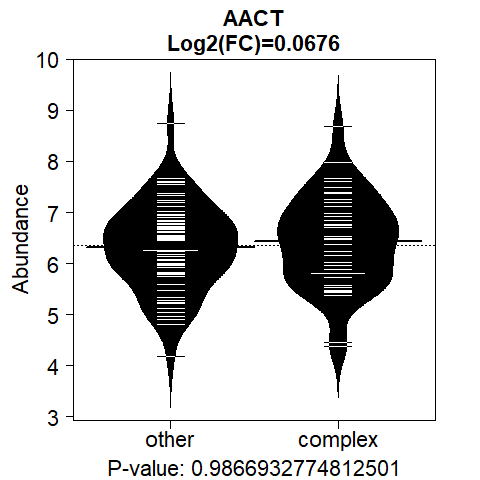 AACT
Log2(FC)=0.0676
Abundance
10
9
8
7
6
5
4
3
other complex
P-value: 0.9866932774812501